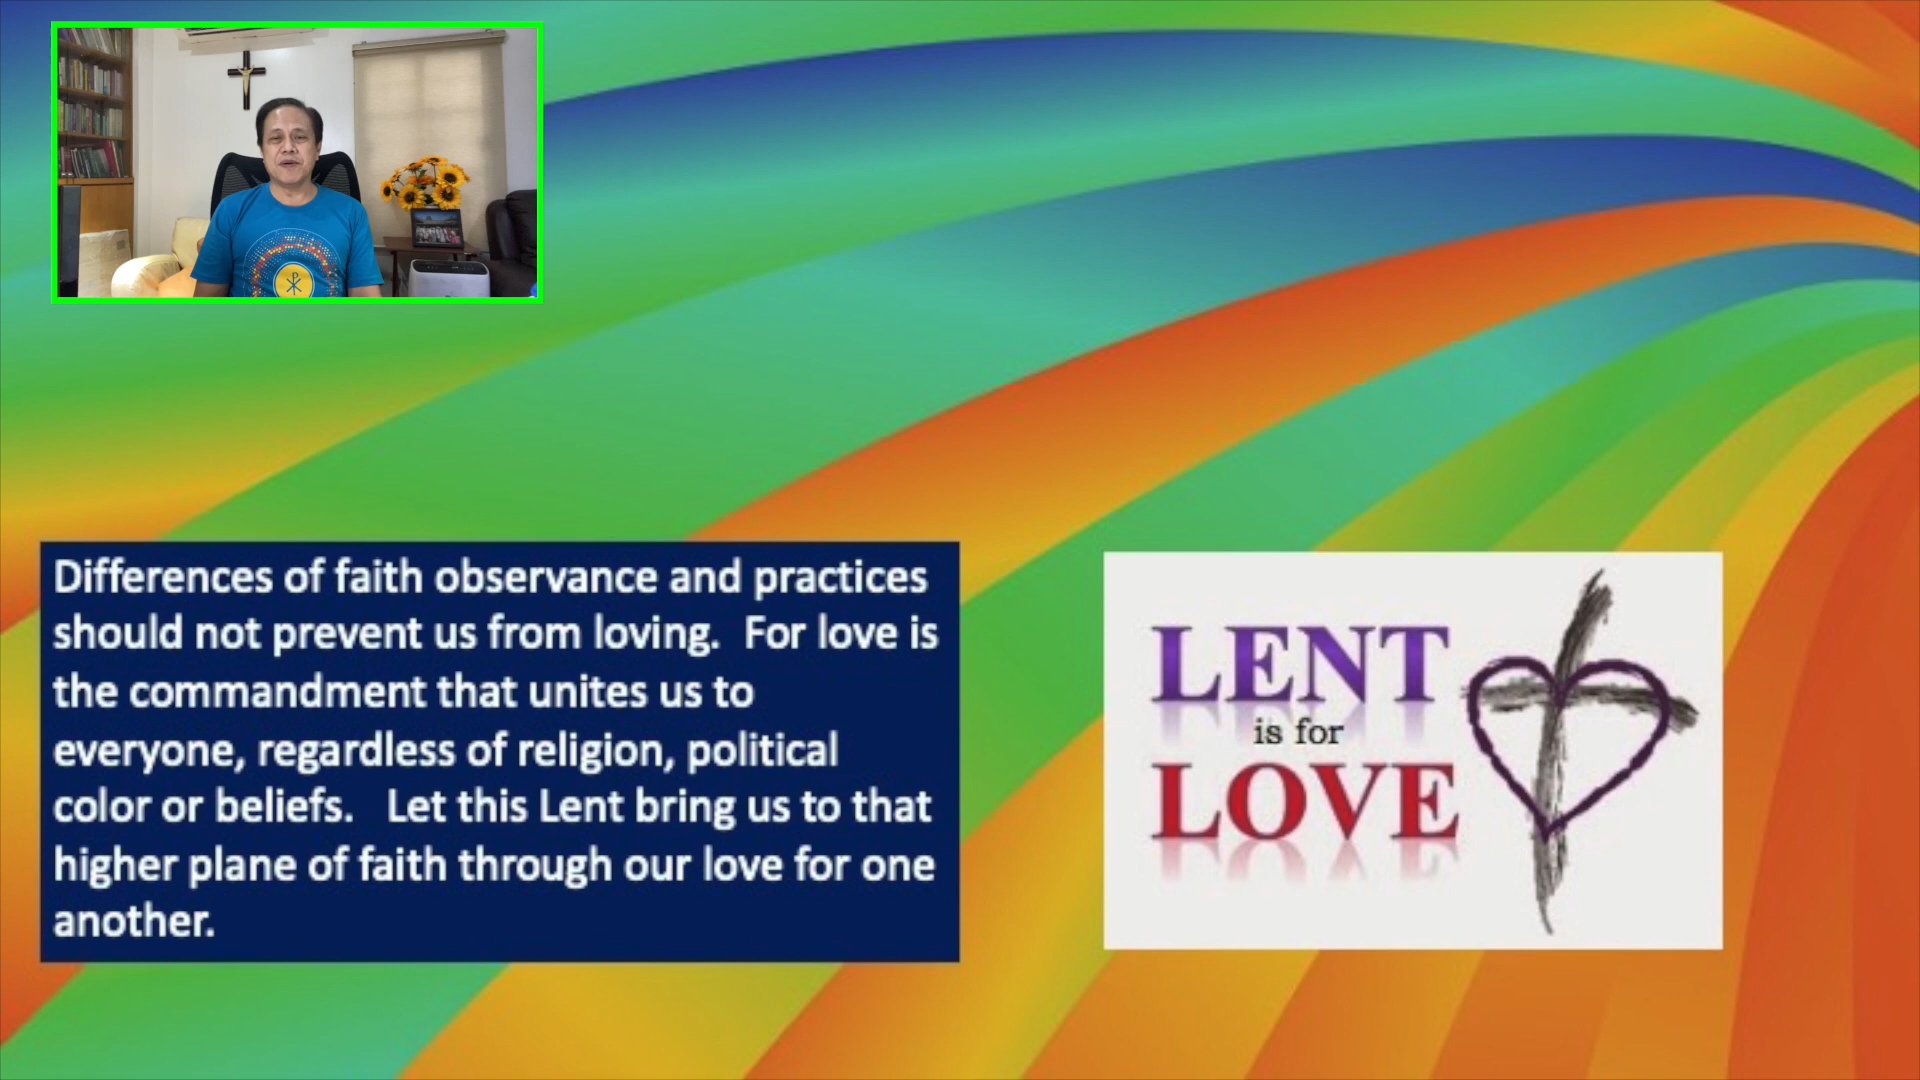 Differences of faith observance and practices
should not prevent us from loving.  For love is
the commandment that unites us to
everyone, regardless of religion, political
color or beliefs.   Let this Lent bring us to that
higher plane of faith through our love for one
another.
LENT
is for
LOVE